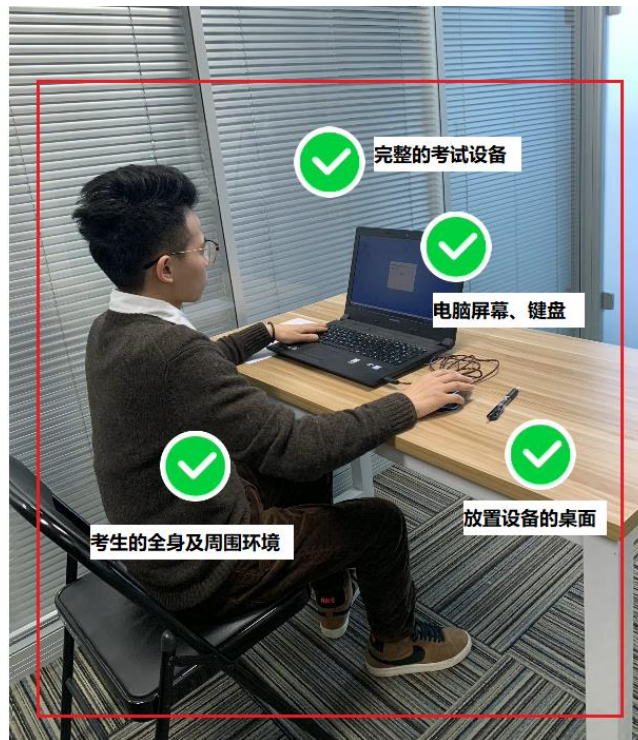 完整的考试设备
电脑屏幕、键盘
放置设备的桌面
考生的全身及周围环境